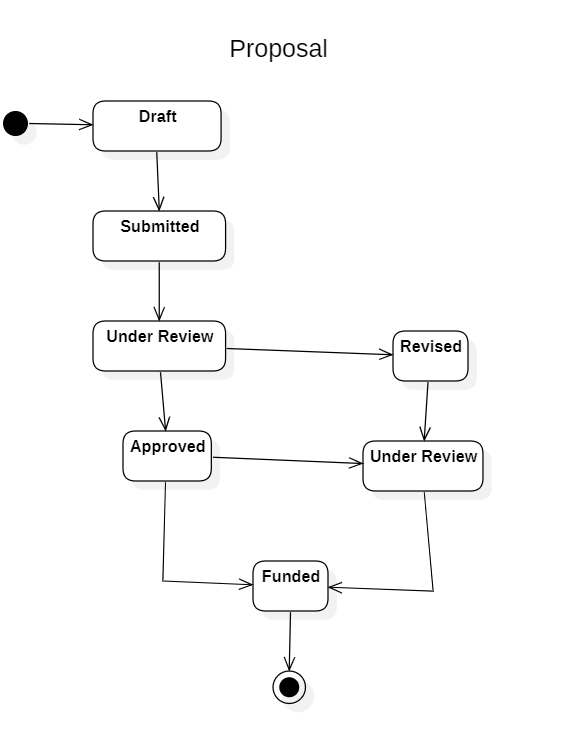 Proposal
Draft
Submitted
Under Review
Revised
Approved
Under Review
Funded